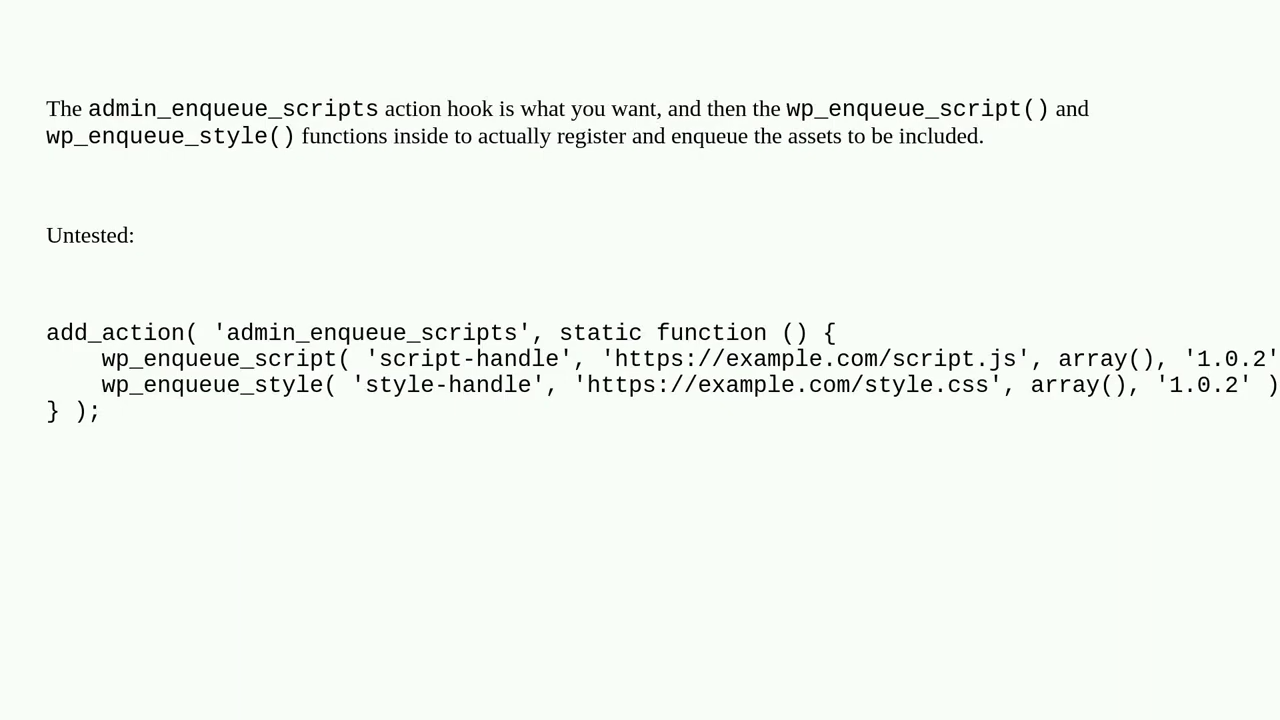 The admin_enqueue_scripts action hook is what you want, and then the wp_enqueue_script() and
wp_enqueue_style() functions inside to actually register and enqueue the assets to be included.
Untested:
add_action( 'admin_enqueue_scripts', static function () {
    wp_enqueue_script( 'script-handle', 'https://example.com/script.js', array(), '1.0.2'
    wp_enqueue_style( 'style-handle', 'https://example.com/style.css', array(), '1.0.2' )
} );